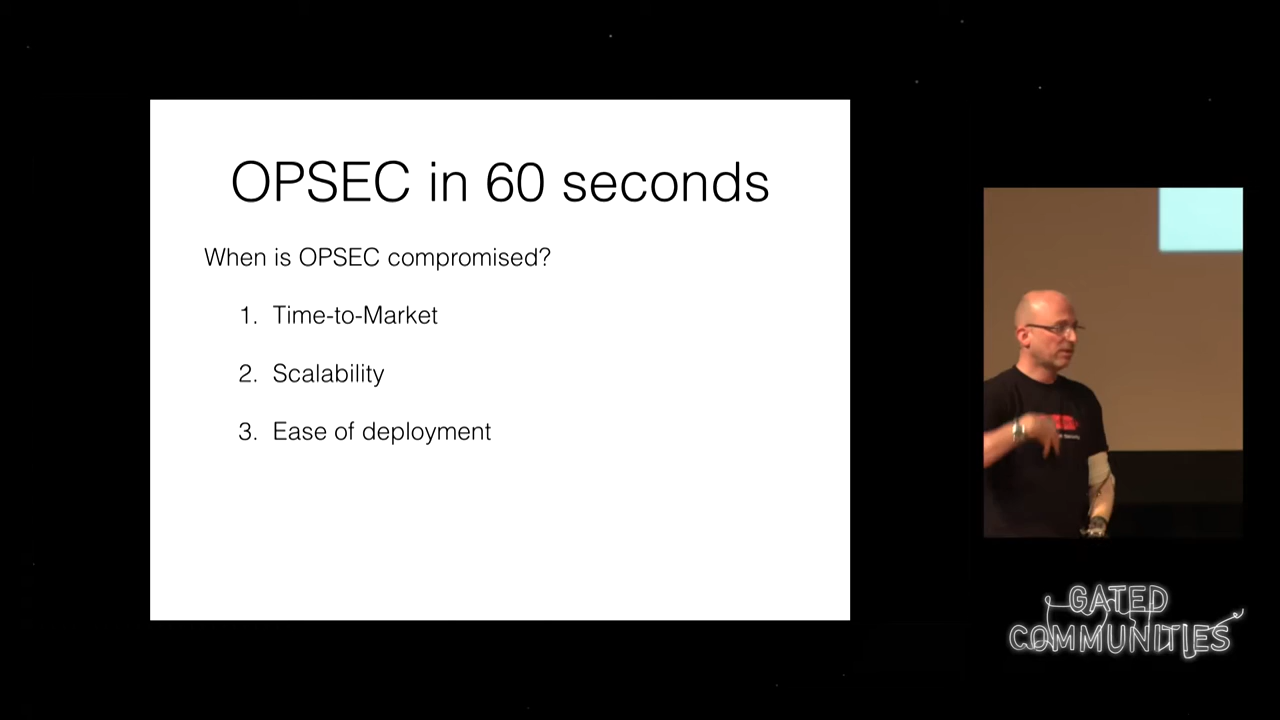 OPSEC in 60 seconds
When is OPSEC compromised?
1. Time-to-Market
2. Scalability
3. Ease of deployment
GATED
COMMUNITIES